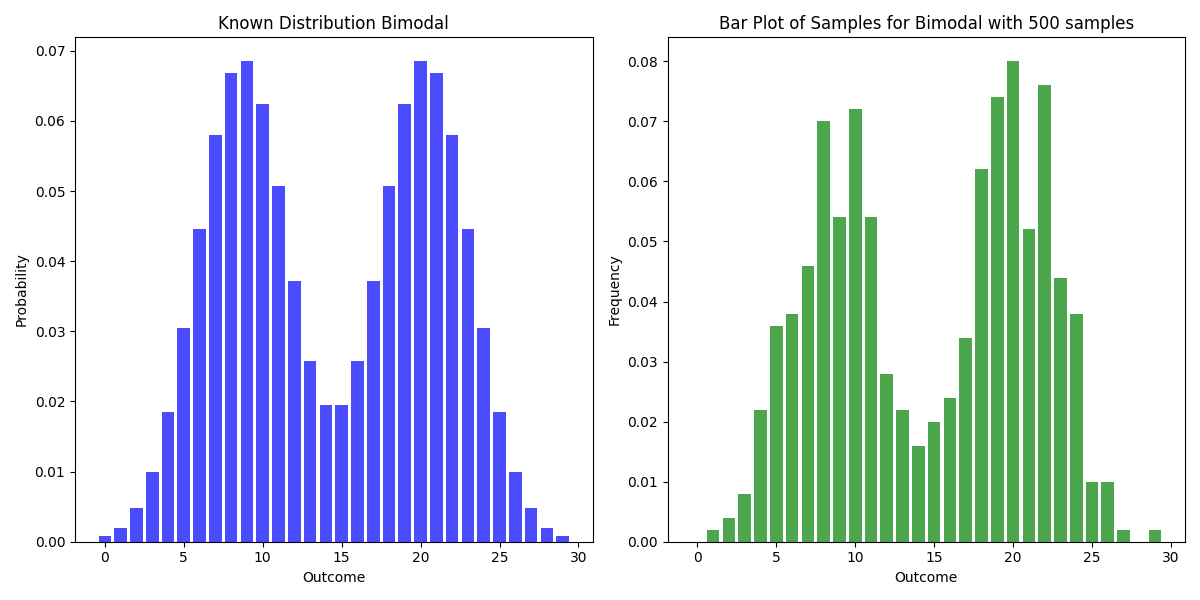 Known Distribution Bimodal
0.07
0.06
0.05
0.04
0.03
0.02
0.01
0.00
Probability
0 5 10 15 20 25 30
Outcome
Bar Plot of Samples for Bimodal with 500 samples
0.08
0.07
0.06
0.05
0.04
0.03
0.02
0.01
0.00
Frequency
0 5 10 15 20 25 30
Outcome